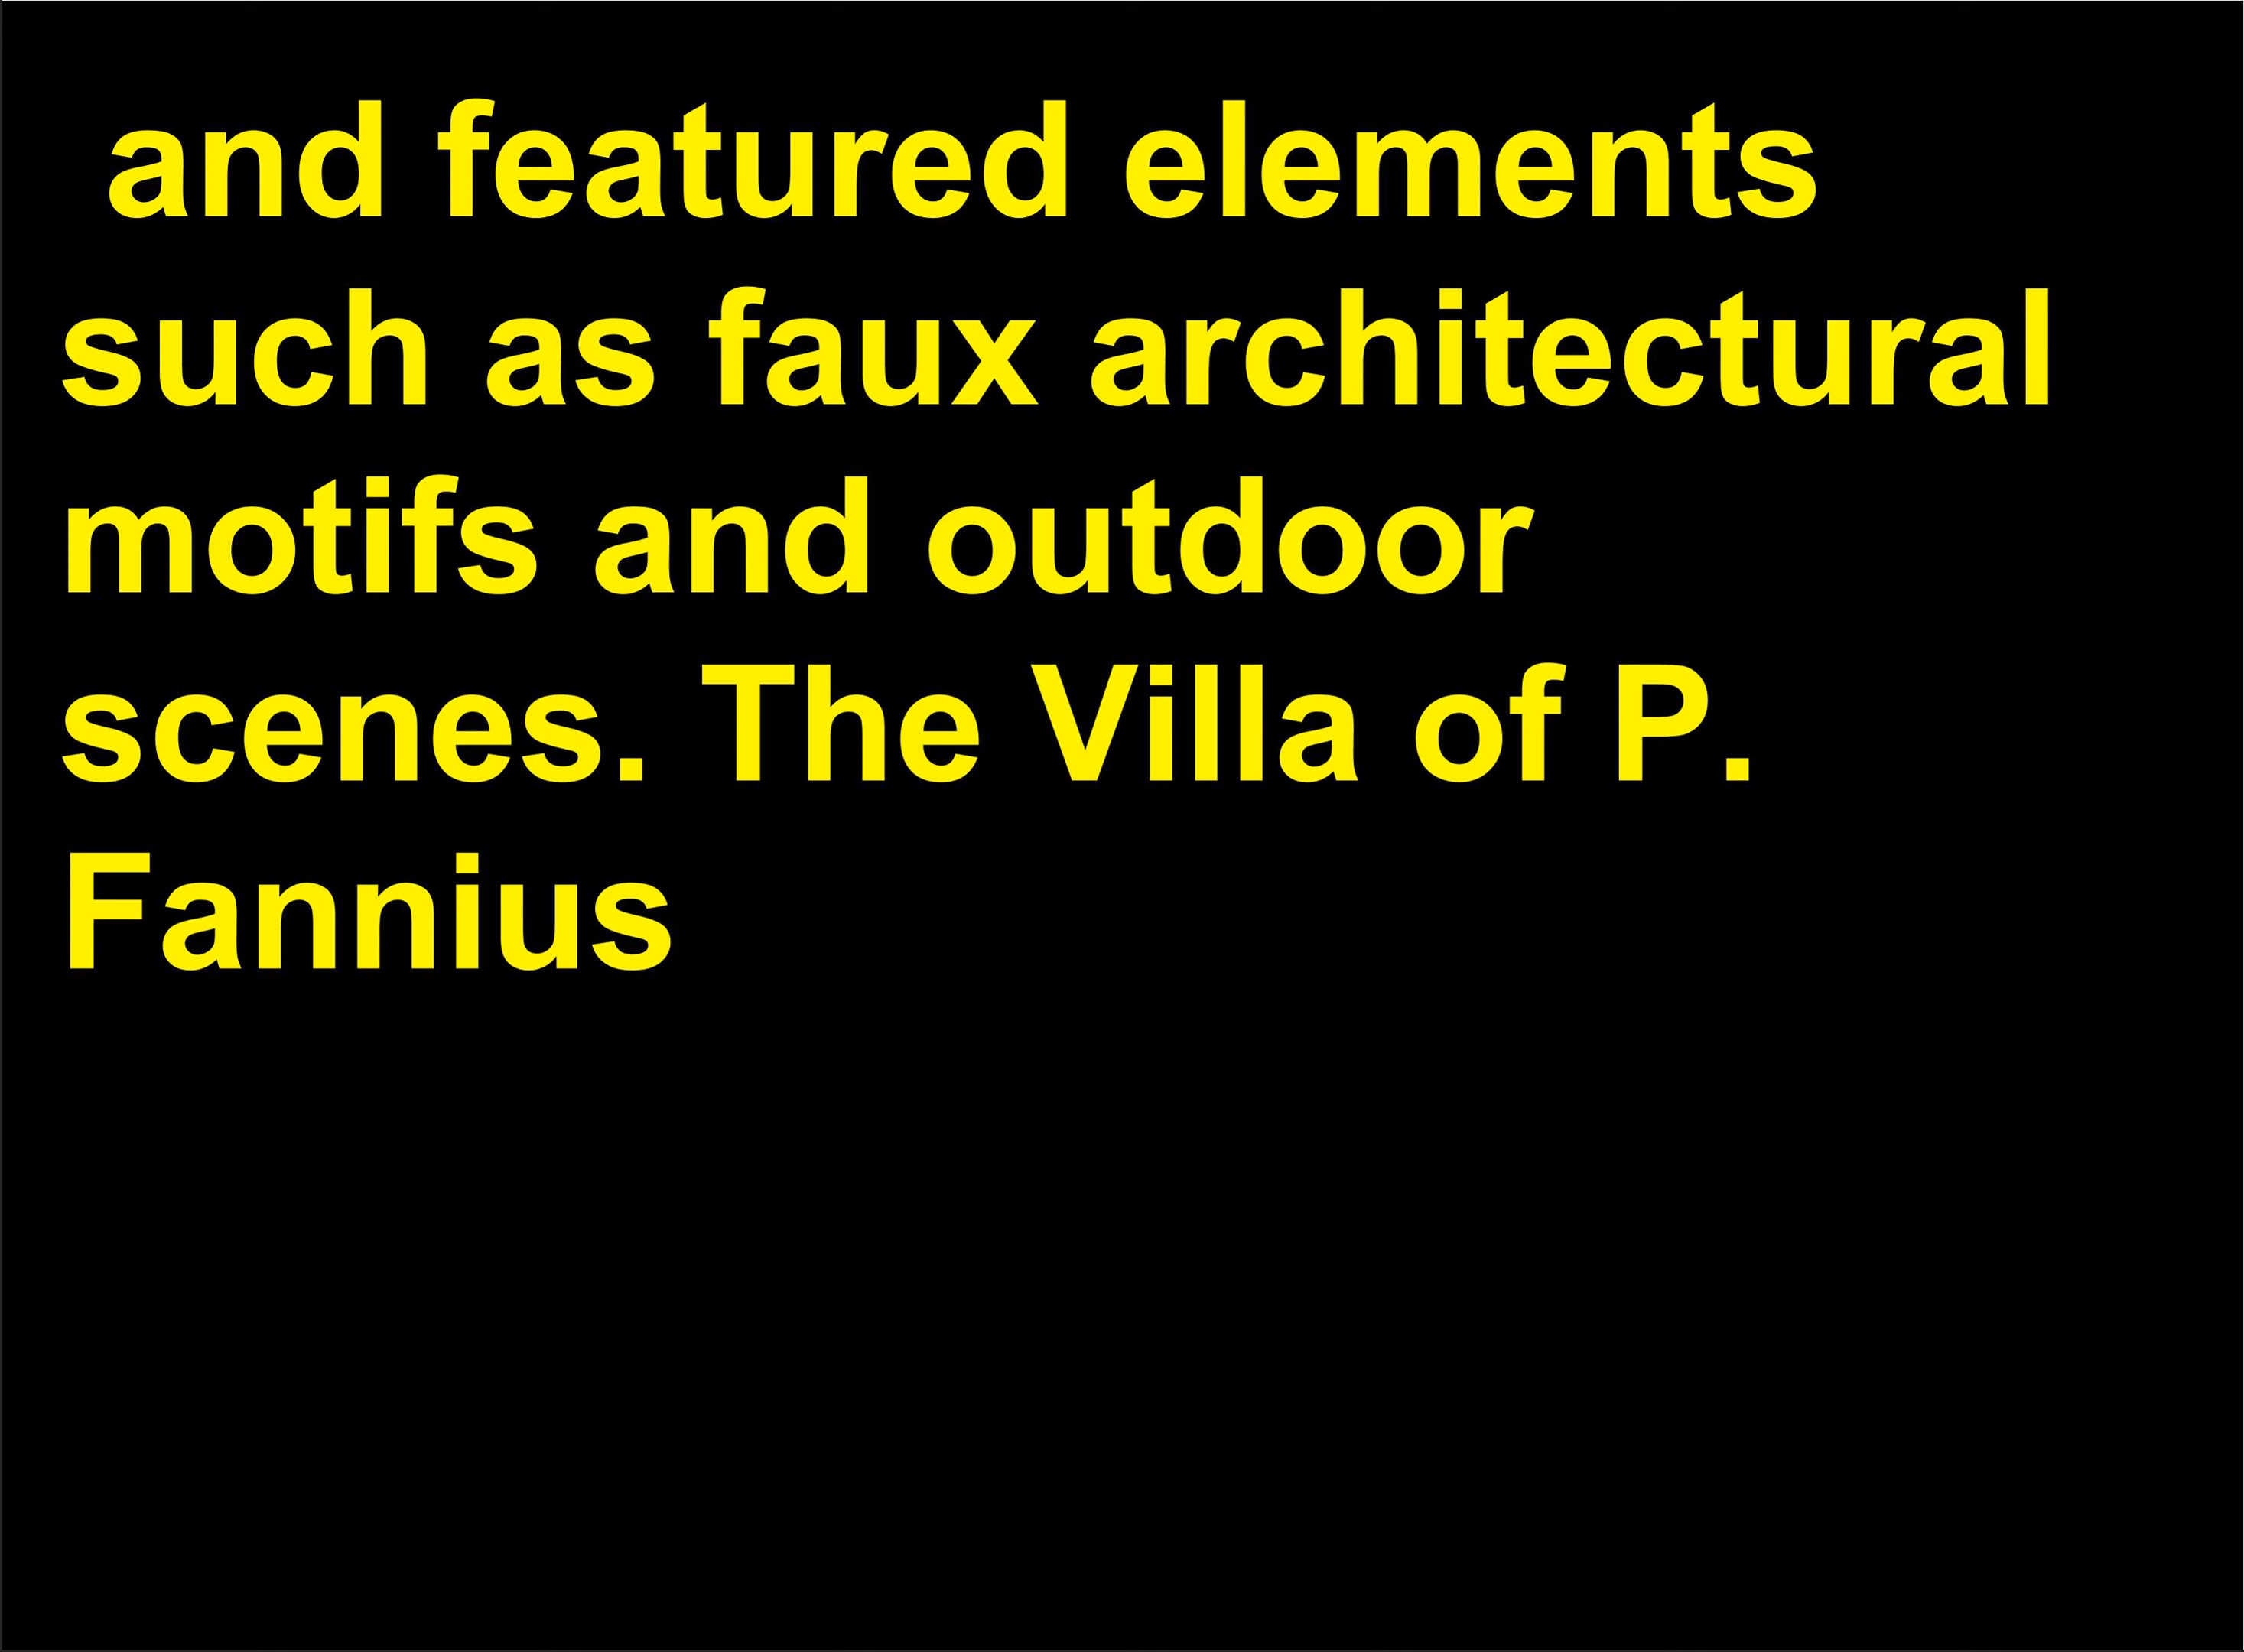 and featured elements
such as faux architectural
motifs and outdoor
scenes. The Villa of P.
Fannius